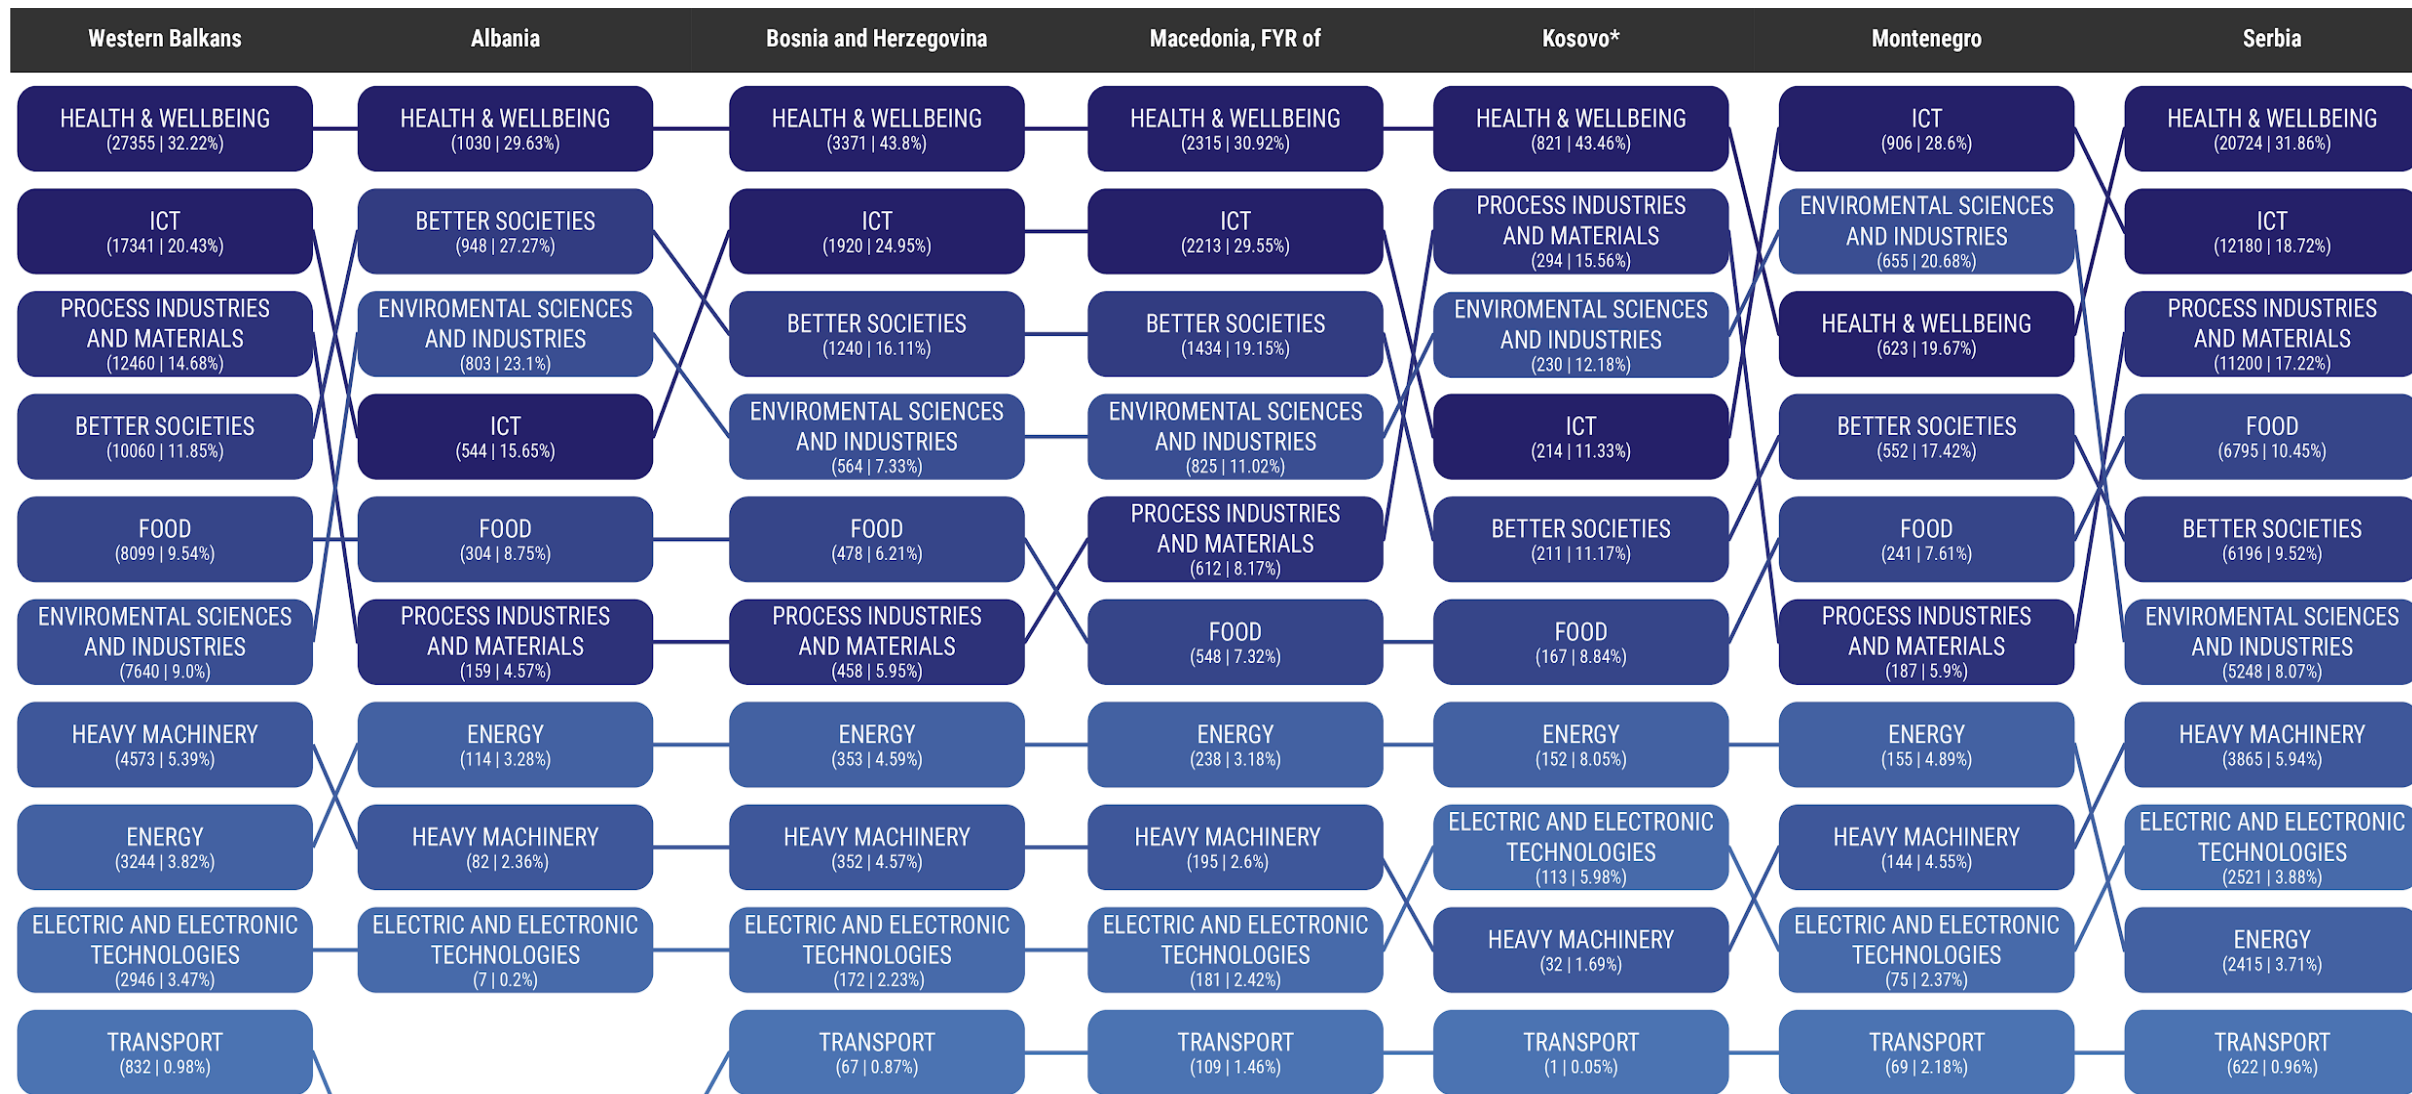 Western Balkans
Albania
Bosnia and Herzegovina
Macedonia, FYR of
Kosovo*
Montenegro
Serbia
HEALTH & WELLBEING
(27355 | 32.22%)
ICT
(17341 | 20.43%)
PROCESS INDUSTRIES
AND MATERIALS
(12460 | 14.68%)
BETTER SOCIETIES
(10060 | 11.85%)
FOOD
(8099 | 9.54%)
ENVIROMENTAL SCIENCES
AND INDUSTRIES
(7640 | 9.0%)
HEAVY MACHINERY
(4573 | 5.39%)
ENERGY
(3244 | 3.82%)
ELECTRIC AND ELECTRONIC
TECHNOLOGIES
(2946 | 3.47%)
TRANSPORT
(832 | 0.98%)
HEALTH & WELLBEING
(1030 | 29.63%)
BETTER SOCIETIES
(948 | 27.27%)
ENVIROMENTAL SCIENCES
AND INDUSTRIES
(803 | 23.1%)
ICT
(544 | 15.65%)
FOOD
(304 | 8.75%)
PROCESS INDUSTRIES
AND MATERIALS
(159 | 4.57%)
ENERGY
(114 | 3.28%)
HEAVY MACHINERY
(82 | 2.36%)
ELECTRIC AND ELECTRONIC
TECHNOLOGIES
(7 | 0.2%)
HEALTH & WELLBEING
(3371 | 43.8%)
ICT
(1920 | 24.95%)
BETTER SOCIETIES
(1240 | 16.11%)
ENVIROMENTAL SCIENCES
AND INDUSTRIES
(564 | 7.33%)
FOOD
(478 | 6.21%)
PROCESS INDUSTRIES
AND MATERIALS
(458 | 5.95%)
ENERGY
(353 | 4.59%)
HEAVY MACHINERY
(352 | 4.57%)
ELECTRIC AND ELECTRONIC
TECHNOLOGIES
(172 | 2.23%)
TRANSPORT
(67 | 0.87%)
HEALTH & WELLBEING
(2315 | 30.92%)
ICT
(2213 | 29.55%)
BETTER SOCIETIES
(1434 | 19.15%)
ENVIROMENTAL SCIENCES
AND INDUSTRIES
(825 | 11.02%)
PROCESS INDUSTRIES
AND MATERIALS
(612 | 8.17%)
FOOD
(548 | 7.32%)
ENERGY
(238 | 3.18%)
HEAVY MACHINERY
(195 | 2.6%)
ELECTRIC AND ELECTRONIC
TECHNOLOGIES
(181 | 2.42%)
TRANSPORT
(109 | 1.46%)
HEALTH & WELLBEING
(821 | 43.46%)
PROCESS INDUSTRIES
AND MATERIALS
(294 | 15.56%)
ENVIROMENTAL SCIENCES
AND INDUSTRIES
(230 | 12.18%)
ICT
(214 | 11.33%)
BETTER SOCIETIES
(211 | 11.17%)
FOOD
(167 | 8.84%)
ENERGY
(152 | 8.05%)
ELECTRIC AND ELECTRONIC
TECHNOLOGIES
(113 | 5.98%)
HEAVY MACHINERY
(32 | 1.69%)
TRANSPORT
(1 | 0.05%)
ICT
(906 | 28.6%)
ENVIROMENTAL SCIENCES
AND INDUSTRIES
(655 | 20.68%)
HEALTH & WELLBEING
(623 | 19.67%)
BETTER SOCIETIES
(552 | 17.42%)
FOOD
(241 | 7.61%)
PROCESS INDUSTRIES
AND MATERIALS
(187 | 5.9%)
ENERGY
(155 | 4.89%)
HEAVY MACHINERY
(144 | 4.55%)
ELECTRIC AND ELECTRONIC
TECHNOLOGIES
(75 | 2.37%)
TRANSPORT
(69 | 2.18%)
HEALTH & WELLBEING
(20724 | 31.86%)
ICT
(12180 | 18.72%)
PROCESS INDUSTRIES
AND MATERIALS
(11200 | 17.22%)
FOOD
(6795 | 10.45%)
BETTER SOCIETIES
(6196 | 9.52%)
ENVIROMENTAL SCIENCES
AND INDUSTRIES
(5248 | 8.07%)
HEAVY MACHINERY
(3865 | 5.94%)
ELECTRIC AND ELECTRONIC
TECHNOLOGIES
(2521 | 3.88%)
ENERGY
(2415 | 3.71%)
TRANSPORT
(622 | 0.96%)